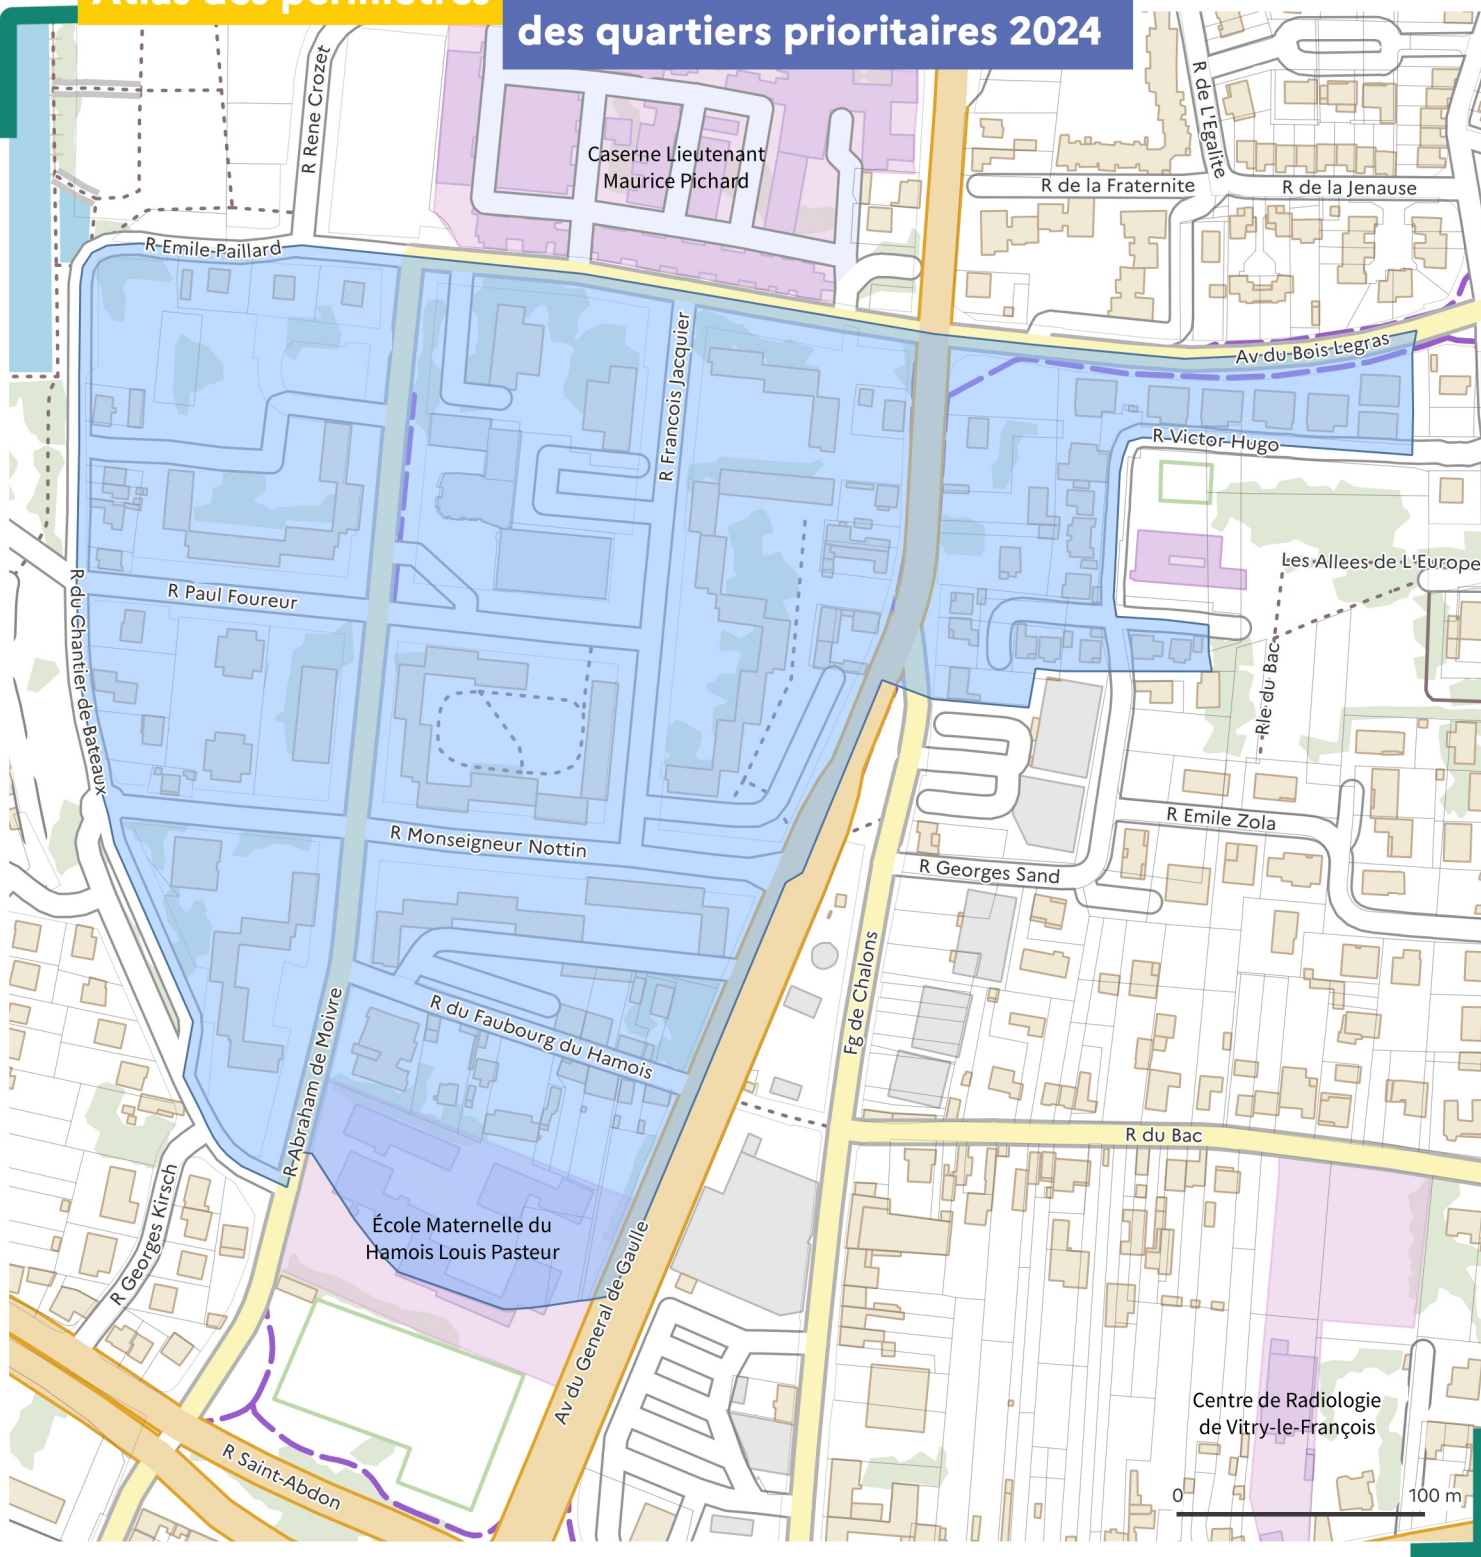 Atlas des périmètres
des quartiers prioritaires 2024
R Rene Crozet
R de L'Egalite
Caserne Lieutenant
Maurice Pichard
R de la Fraternite
R de la Jenause
R Emile Paillard
R Francois Jacquier
Av du Bois Legras
R Victor Hugo
Les Allees de L'Europe
R du Chantier de Bateaux
R Paul Foureur
Rle du Bac
R Monseigneur Nottin
R Emile Zola
R Georges Sand
Fg de Chalons
R Abraham de Moivre
R du Faubourg du Hamois
R du Bac
R Georges Kirsch
École Maternelle du
Hamois Louis Pasteur
Av du General de Gaulle
Centre de Radiologie
de Vitry-le-François
R Saint-Abdon
0
100 m